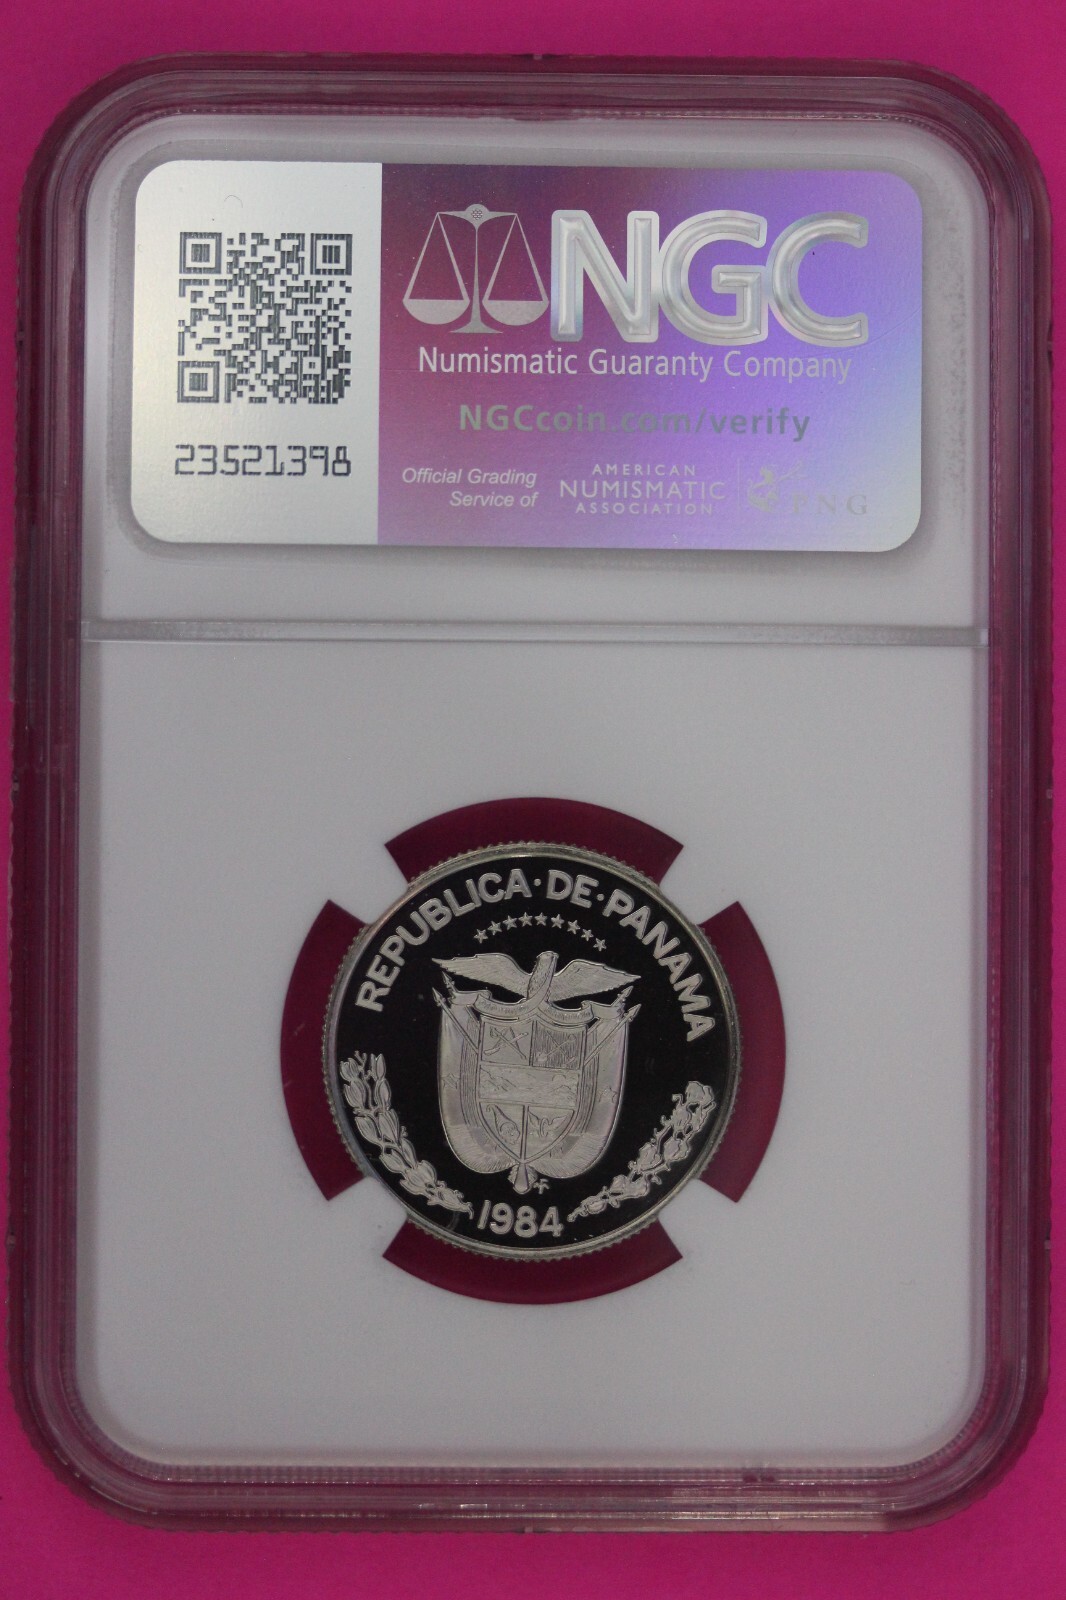 NGC
Numismatic Guaranty Company
NGCcoin.com/verify
23521398
Official Grading
Service of
AMERICAN
NUMISMATIC
ASSOCIATION
PNG
REPUBLICA·DE·PANAMA
1984